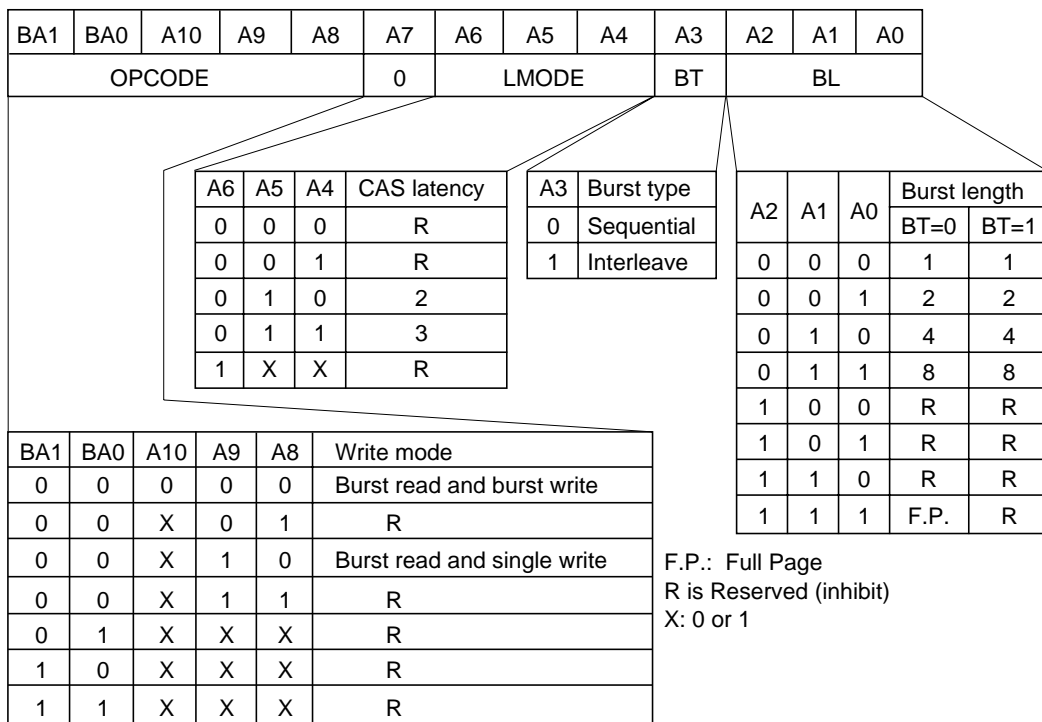 BA1 BA0 A10 A9 A8 A7 A6 A5 A4 A3 A2 A1 A0
OPCODE 0 LMODE BT BL
A6 A5 A4 CAS latency
0 0 0 R
0 0 1 R
0 1 0 2
0 1 1 3
1 X X R
A3 Burst type
0 Sequential
1 Interleave
A2 A1 A0 Burst length
BT=0 BT=1
0 0 0 1 1
0 0 1 2 2
0 1 0 4 4
0 1 1 8 8
1 0 0 R R
1 0 1 R R
1 1 0 R R
1 1 1 F.P. R
BA1 BA0 A10 A9 A8 Write mode
0 0 0 0 0 Burst read and burst write
0 0 X 0 1 R
0 0 X 1 0 Burst read and single write
0 0 X 1 1 R
0 1 X X X R
1 0 X X X R
1 1 X X X R
F.P.: Full Page
R is Reserved (inhibit)
X: 0 or 1